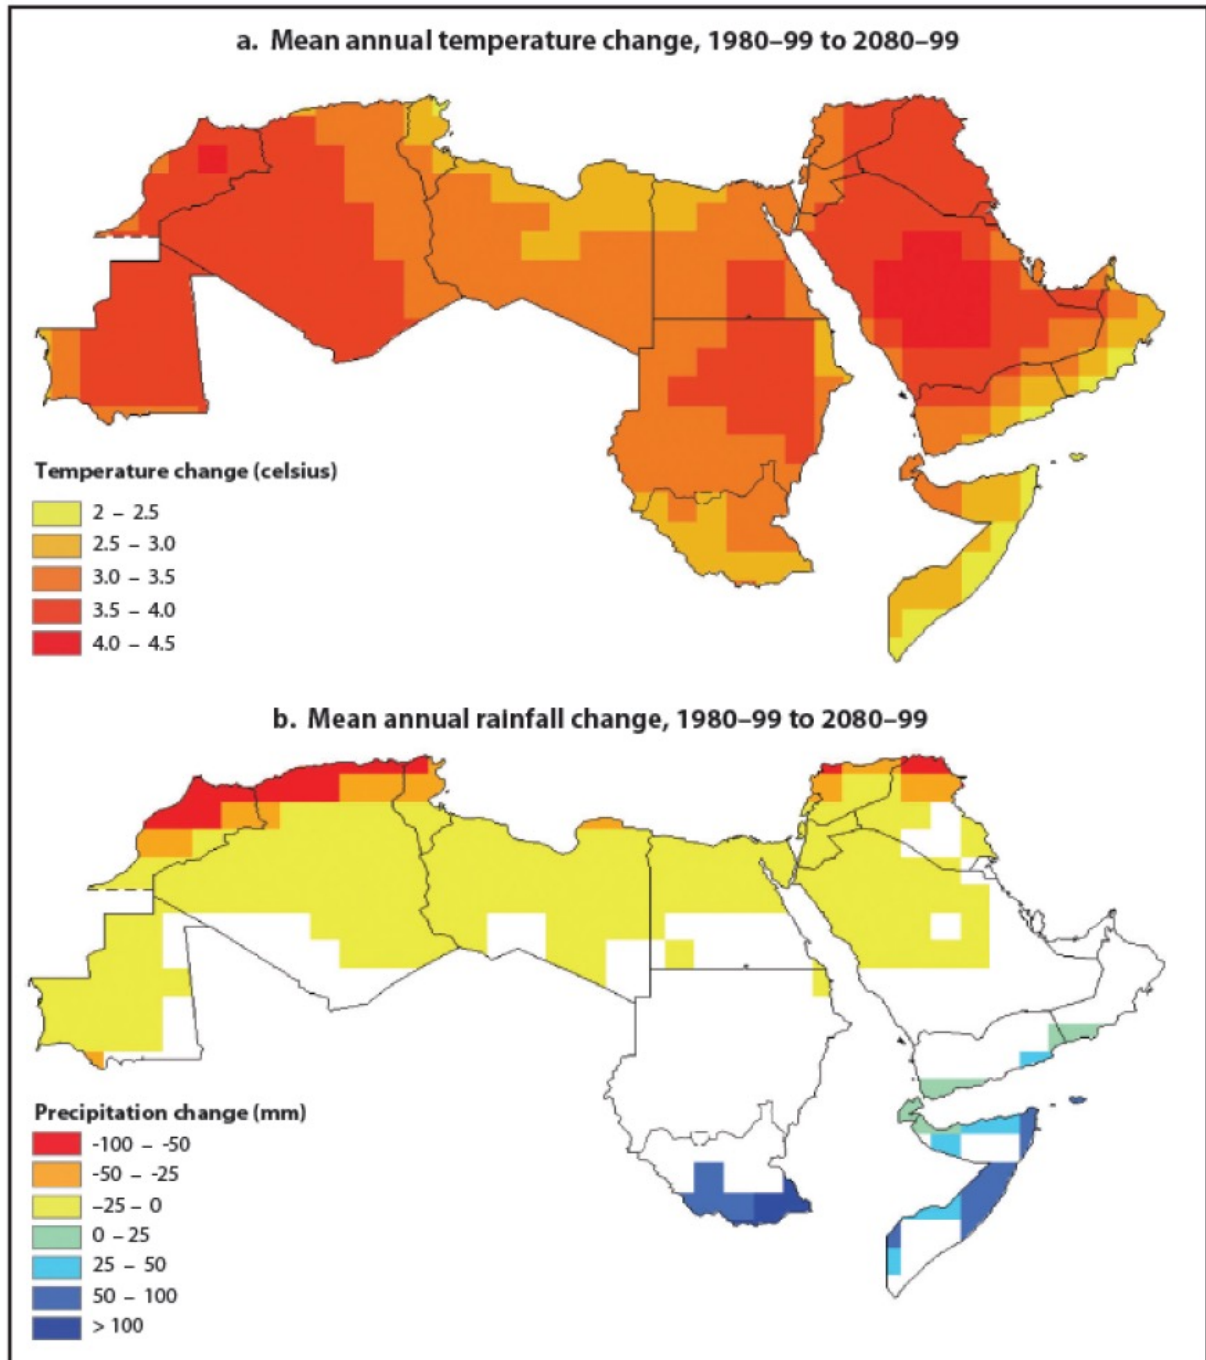 a. Mean annual temperature change, 1980–99 to 2080–99
Temperature change (celsius)
2 – 2.5
2.5 – 3.0
3.0 – 3.5
3.5 – 4.0
4.0 – 4.5
b. Mean annual rainfall change, 1980–99 to 2080–99
Precipitation change (mm)
-100 – -50
-50 – -25
–25 – 0
0 – 25
25 – 50
50 – 100
> 100